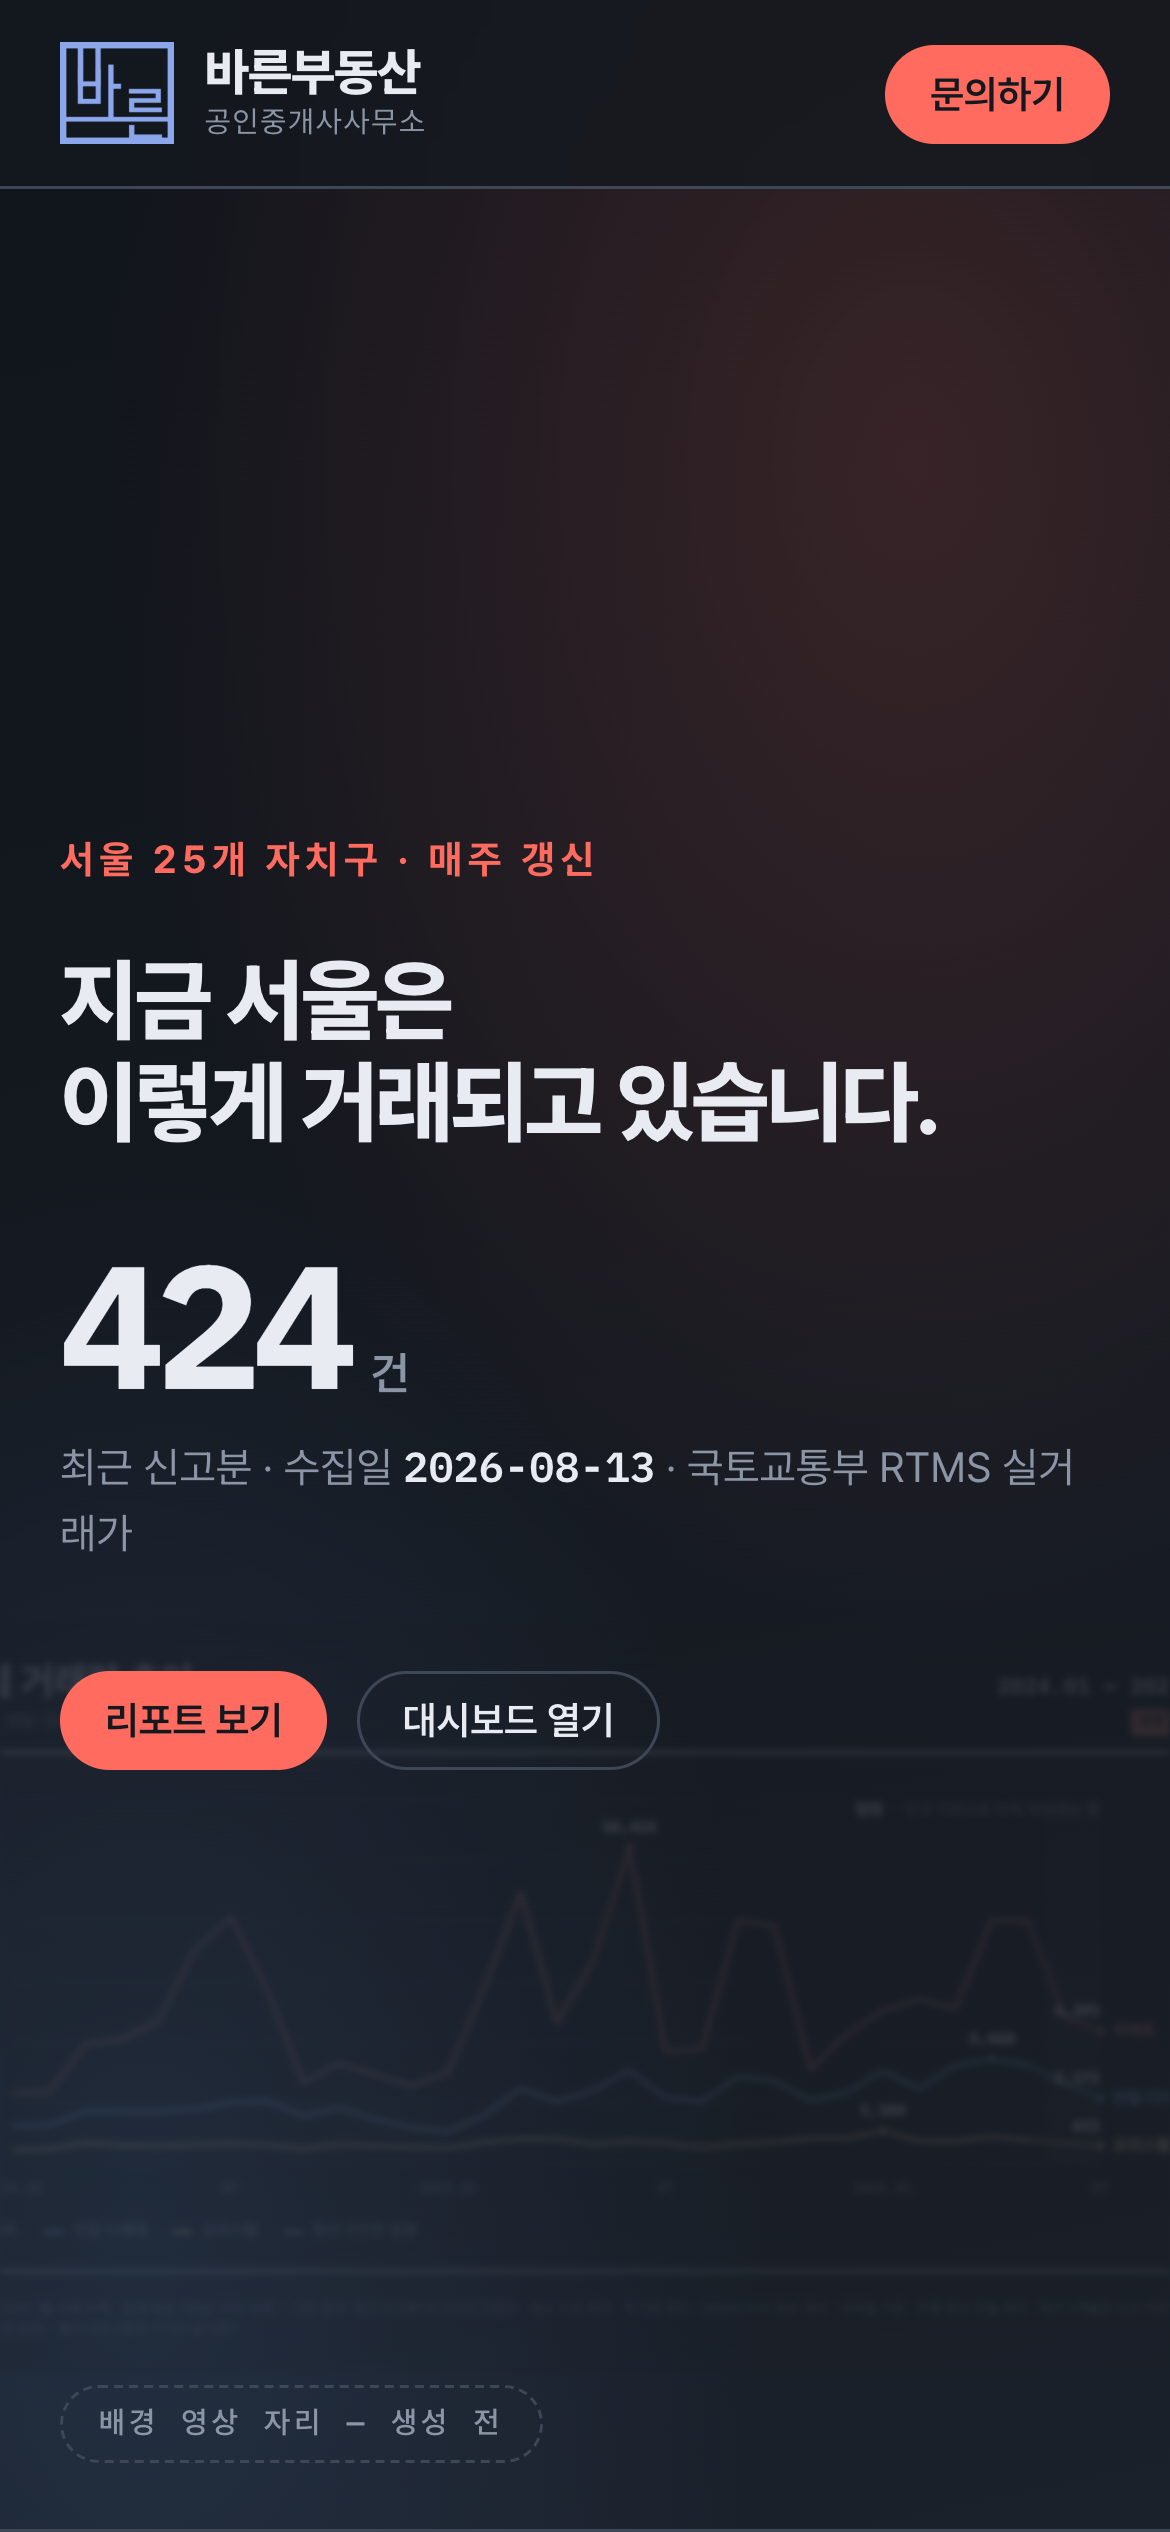 바른
바른부동산
공인중개사사무소
문의하기
서울 25개 자치구 · 매주 갱신
지금 서울은
이렇게 거래되고 있습니다.
424 건
최근 신고분 · 수집일 2026-08-13 · 국토교통부 RTMS 실거
래가
리포트 보기
대시보드 열기
배경 영상 자리 — 생성 전